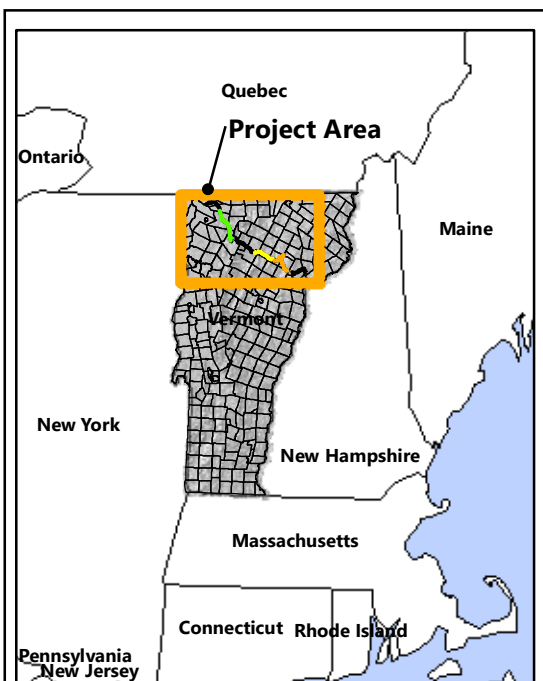 Quebec
Project Area
Ontario
Maine
Vermont
New York
New Hampshire
Massachusetts
Connecticut
Rhode Island
Pennsylvania
New Jersey